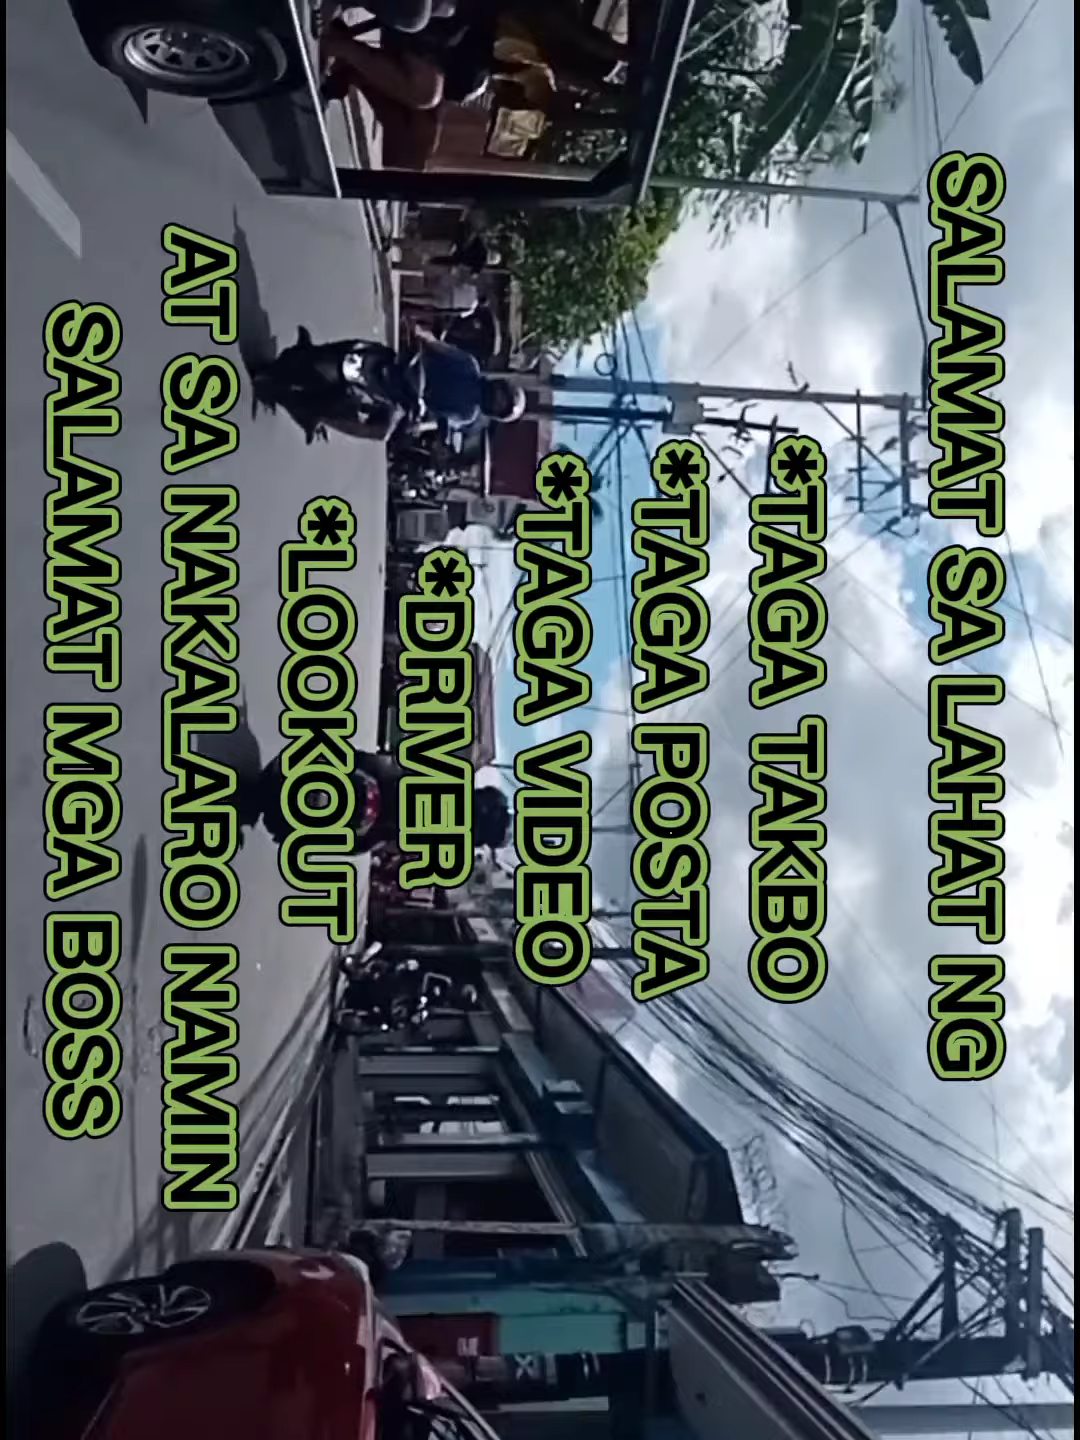 SALAMAT SA LAHAT NG
*TAGA TAKBO
*TAGA POSTA
*TAGA VIDEO
*DRIVER
*LOOKOUT
AT SA NAKALARO NAMIN
SALAMAT MGA BOSS